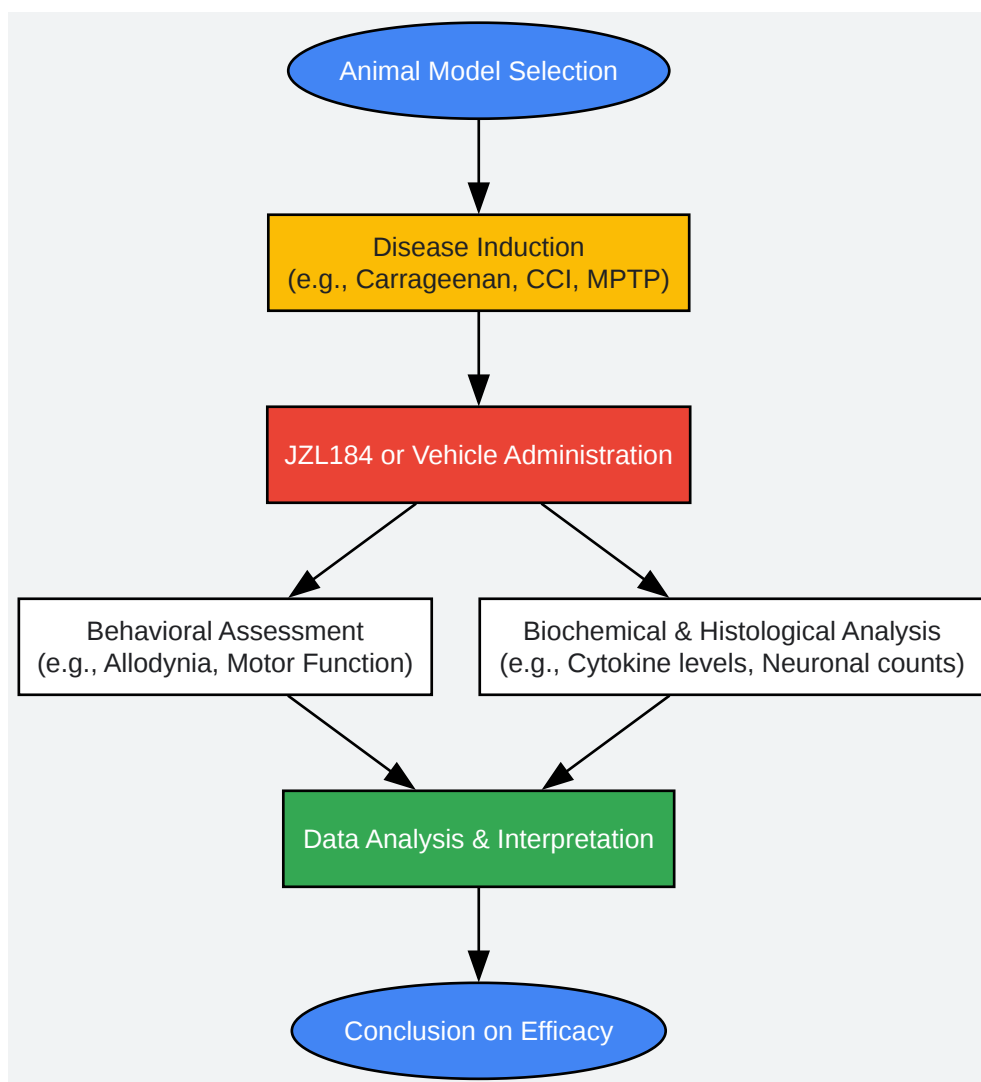 Animal Model Selection
Disease Induction
(e.g., Carrageenan, CCI, MPTP)
JZL184 or Vehicle Administration
Behavioral Assessment
(e.g., Allodynia, Motor Function)
Biochemical & Histological Analysis
(e.g., Cytokine levels, Neuronal counts)
Data Analysis & Interpretation
Conclusion on Efficacy